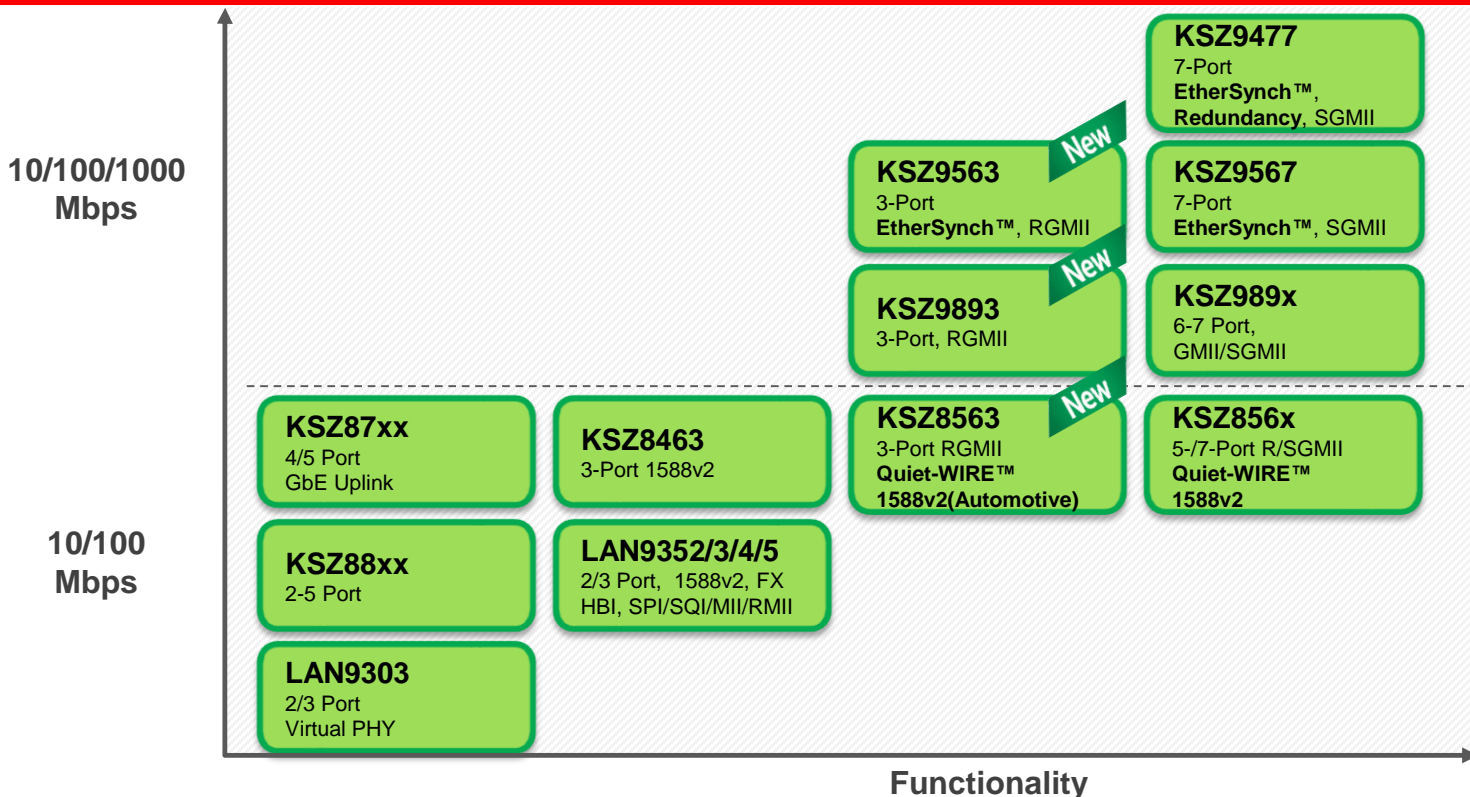 10/100/1000
Mbps
KSZ9477
7-Port
EtherSynch™,
Redundancy, SGMII
New
KSZ9563
3-Port
EtherSynch™, RGMII
KSZ9567
7-Port
EtherSynch™, SGMII
New
KSZ9893
3-Port, RGMII
KSZ989x
6-7 Port,
GMII/SGMII
10/100
Mbps
KSZ87xx
4/5 Port
GbE Uplink
KSZ8463
3-Port 1588v2
New
KSZ8563
3-Port RGMII
Quiet-WIRE™
1588v2(Automotive)
KSZ856x
5-/7-Port R/SGMII
Quiet-WIRE™
1588v2
KSZ88xx
2-5 Port
LAN9352/3/4/5
2/3 Port, 1588v2, FX
HBI, SPI/SQI/MII/RMII
LAN9303
2/3 Port
Virtual PHY
Functionality